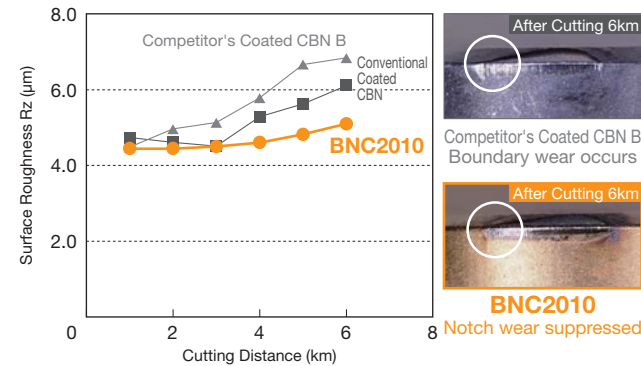 8.0
6.0
4.0
2.0
0
Surface Roughness Rz (μm)
Competitor's Coated CBN B
Conventional
Coated
CBN
BNC2010
0 2 4 6 8
Cutting Distance (km)
After Cutting 6km
Competitor's Coated CBN B
Boundary wear occurs
After Cutting 6km
BNC2010
Notch wear suppressed